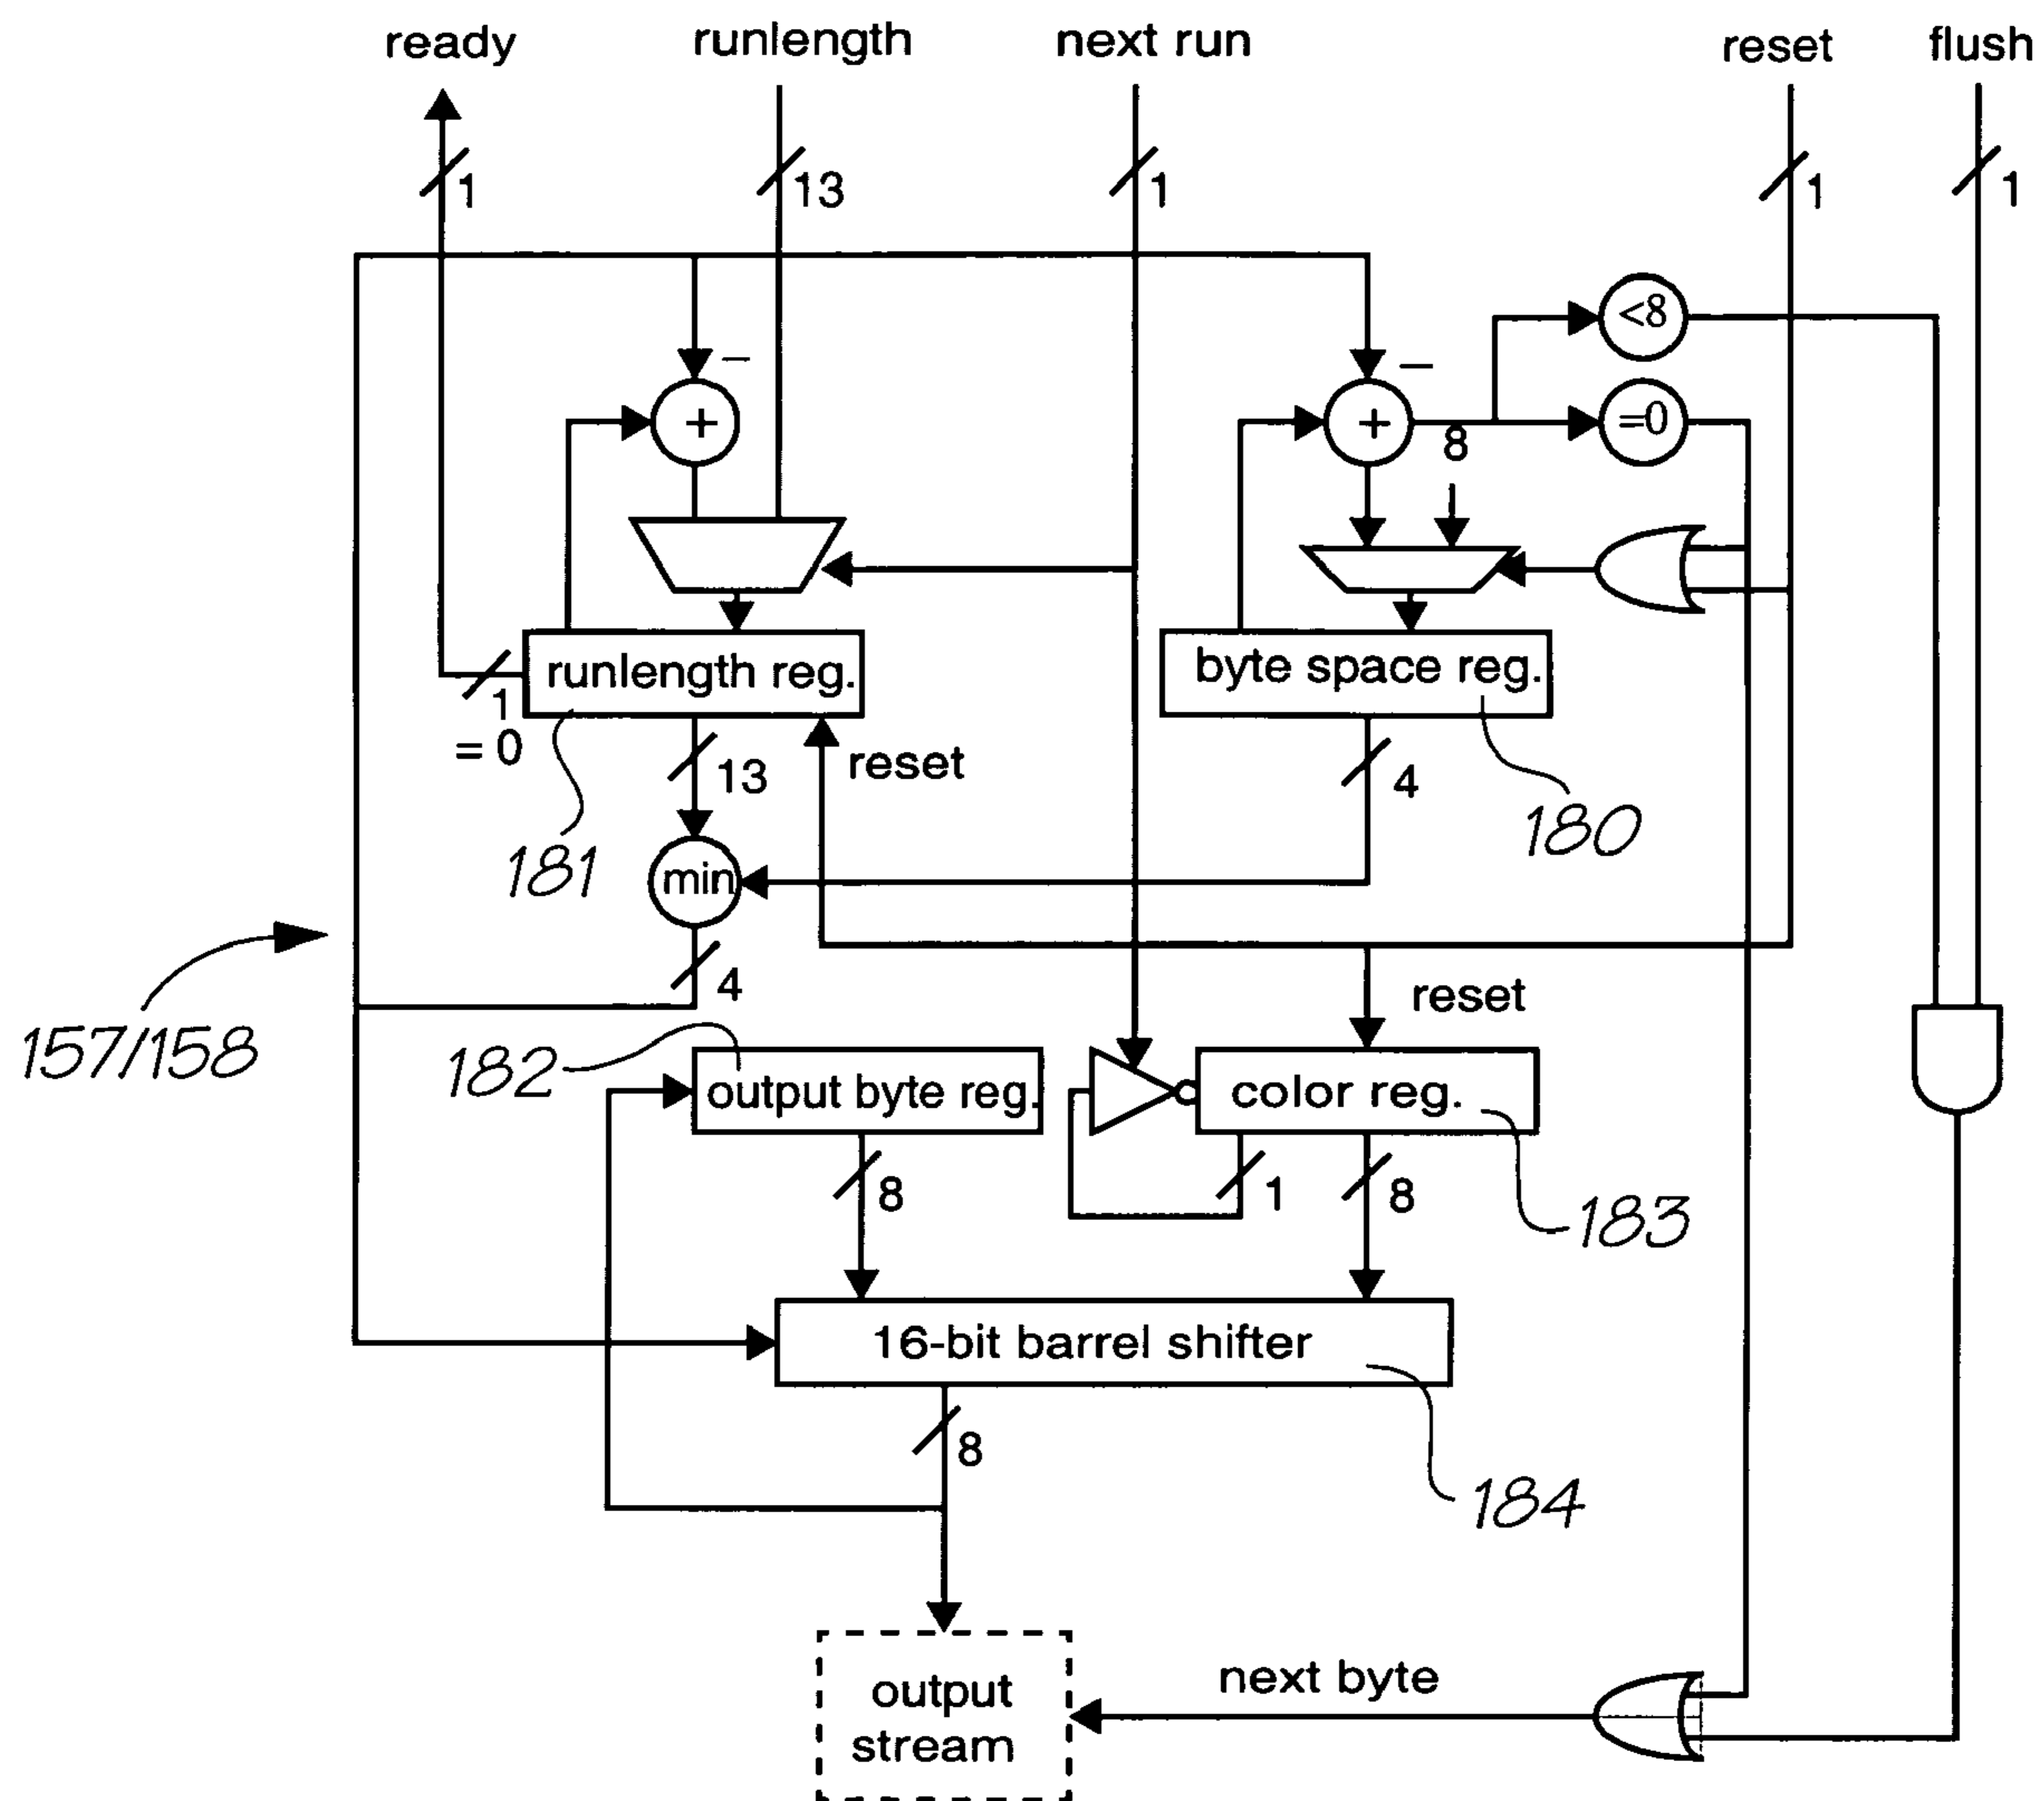 ready runlength next run reset flush
1 13 1 1 1
<8
– –
+ + =0
8
runlength reg. byte space reg.
1
= 0
13 reset 4
181 180
min
4
reset
157/158
182 output byte reg. color reg.
8 1 8
183
16-bit barrel shifter
8
184
next byte
output
stream